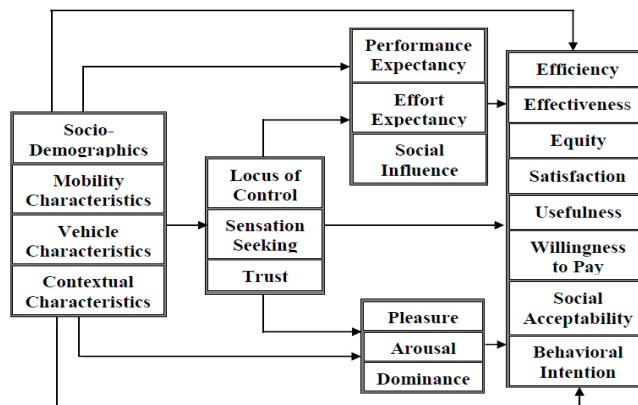 Socio-
Demographics
Mobility
Characteristics
Vehicle
Characteristics
Contextual
Characteristics
Locus of
Control
Sensation
Seeking
Trust
Performance
Expectancy
Effort
Expectancy
Social
Influence
Pleasure
Arousal
Dominance
Efficiency
Effectiveness
Equity
Satisfaction
Usefulness
Willingness
to Pay
Social
Acceptability
Behavioral
Intention